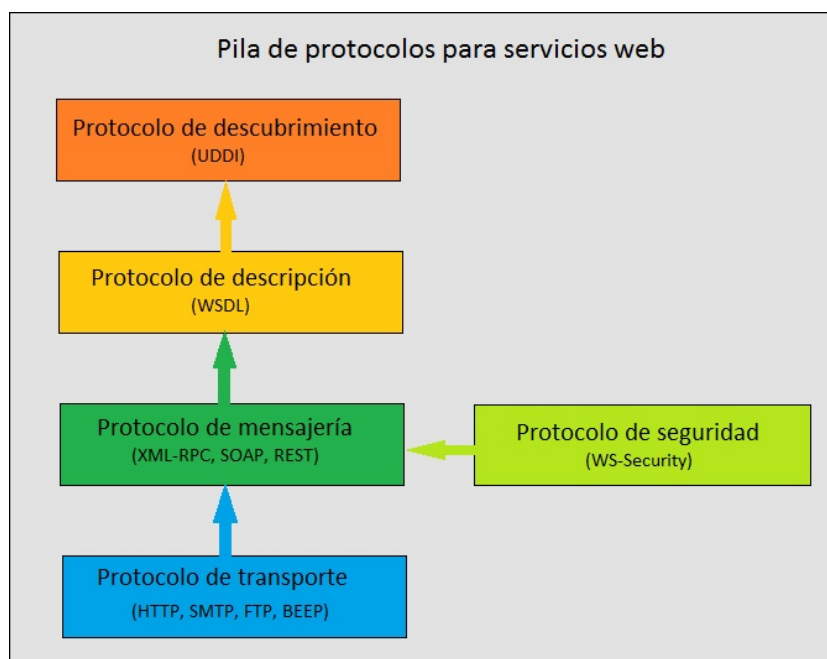 Pila de protocolos para servicios web
Protocolo de descubrimiento
(UDDI)
Protocolo de descripción
(WSDL)
Protocolo de mensajería
(XML-RPC, SOAP, REST)
Protocolo de seguridad
(WS-Security)
Protocolo de transporte
(HTTP, SMTP, FTP, BEEP)